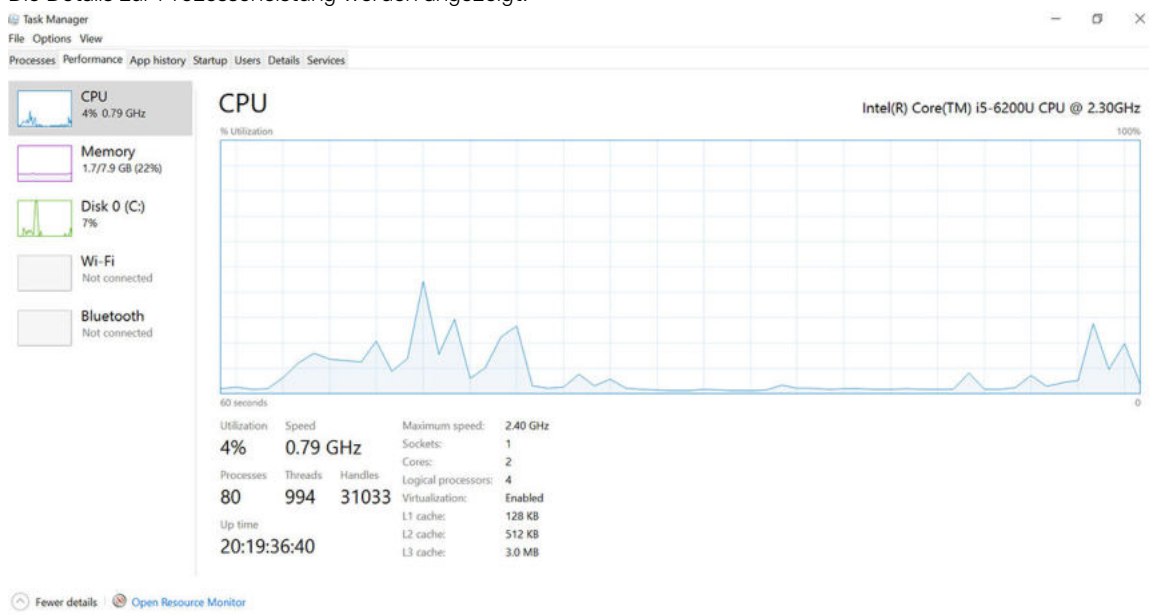 Task Manager
File Options View
Processes Performance App history Startup Users Details Services
CPU
4% 0.79 GHz
Memory
1.7/7.9 GB (22%)
Disk 0 (C:)
7%
Wi-Fi
Not connected
Bluetooth
Not connected
CPU
Intel(R) Core(TM) i5-6200U CPU @ 2.30GHz
% Utilization
100%
60 seconds
0
Utilization Speed
4% 0.79 GHz
Processes Threads Handles
80 994 31033
Up time
20:19:36:40
Maximum speed: 2.40 GHz
Sockets: 1
Cores: 2
Logical processors: 4
Virtualization: Enabled
L1 cache: 128 KB
L2 cache: 512 KB
L3 cache: 3.0 MB
Fewer details
Open Resource Monitor